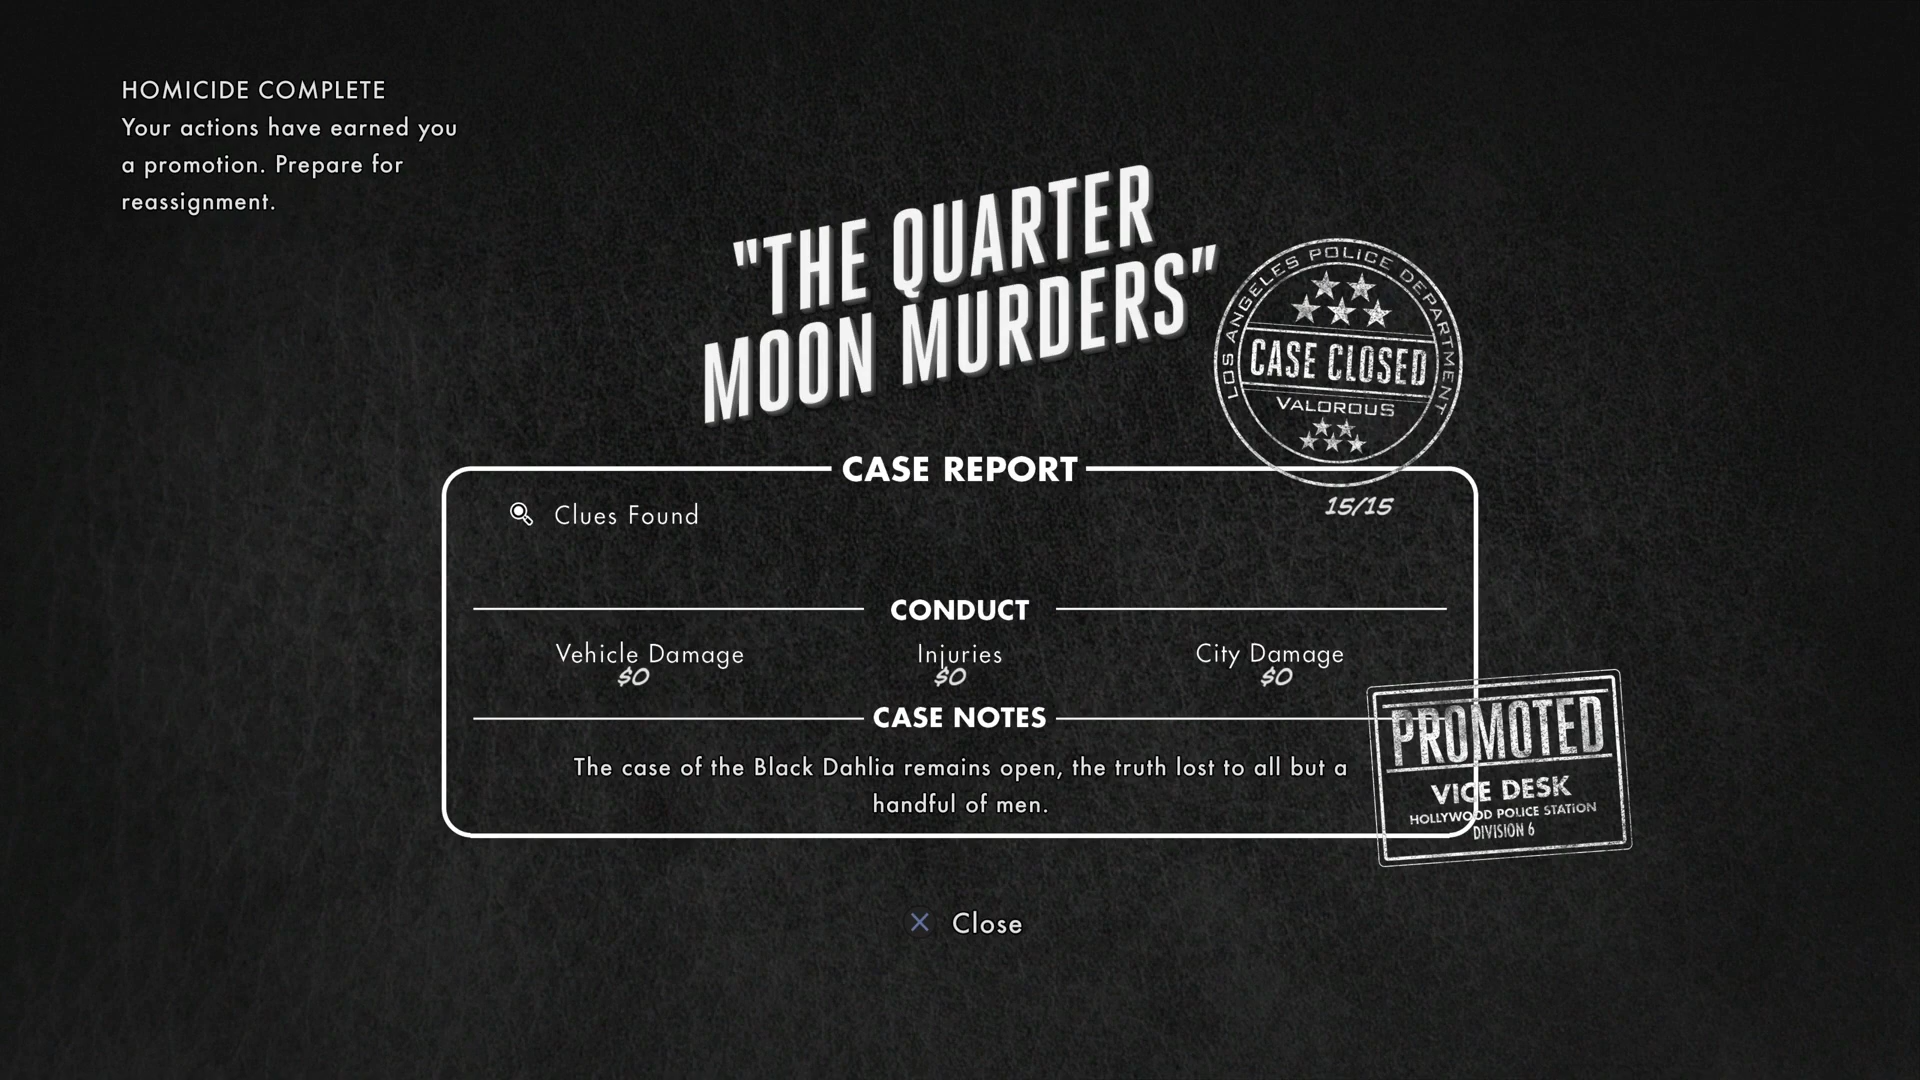 HOMICIDE COMPLETE
Your actions have earned you
a promotion. Prepare for
reassignment.
"THE QUARTER
MOON MURDERS"
LOS ANGELES POLICE DEPARTMENT
CASE CLOSED
VALOROUS
CASE REPORT
Clues Found 15/15
CONDUCT
Vehicle Damage Injuries City Damage
$0 $0 $0
CASE NOTES
The case of the Black Dahlia remains open, the truth lost to all but a
handful of men.
PROMOTED
VICE DESK
HOLLYWOOD POLICE STATION
DIVISION 6
Close